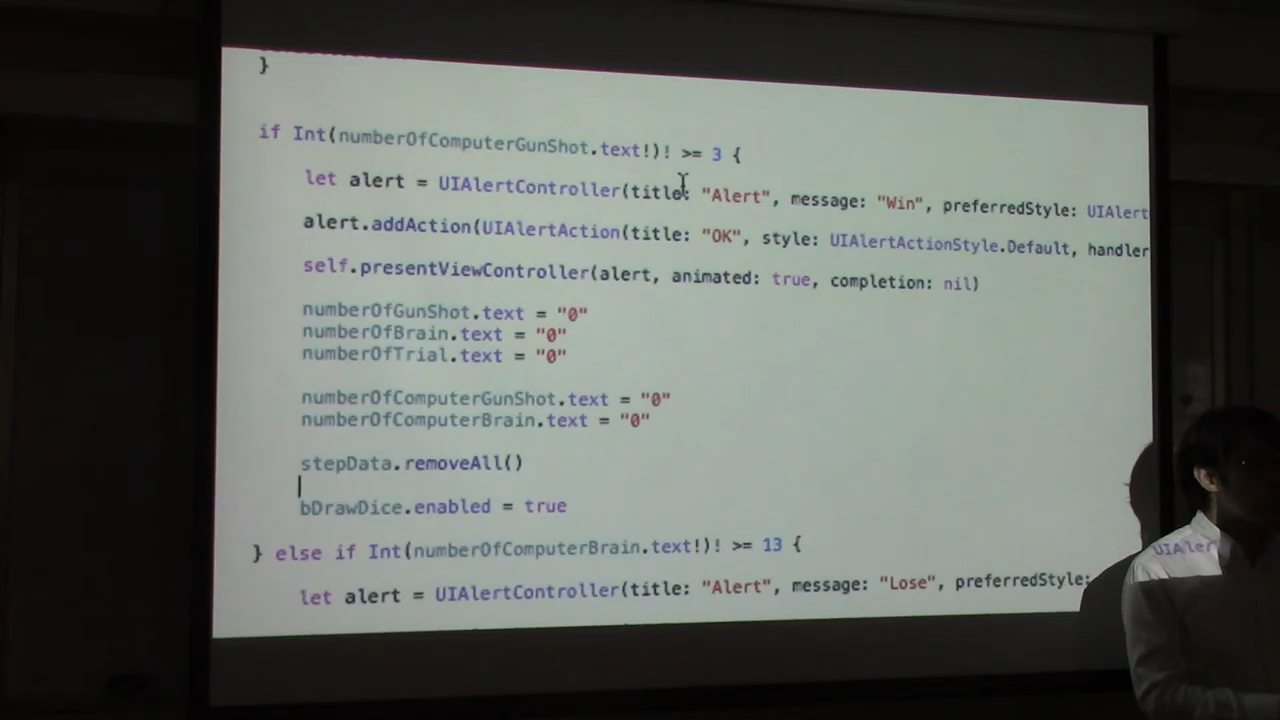 }
if Int(numberOfComputerGunShot.text!)! >= 3 {
let alert = UIAlertController(title: "Alert", message: "Win", preferredStyle: UIAlert
alert.addAction(UIAlertAction(title: "OK", style: UIAlertActionStyle.Default, handler
self.presentViewController(alert, animated: true, completion: nil)
numberOfGunShot.text = "0"
numberOfBrain.text = "0"
numberOfTrial.text = "0"
numberOfComputerGunShot.text = "0"
numberOfComputerBrain.text = "0"
stepData.removeAll()
bDrawDice.enabled = true
} else if Int(numberOfComputerBrain.text!)! >= 13 {
let alert = UIAlertController(title: "Alert", message: "Lose", preferredStyle: UIAler